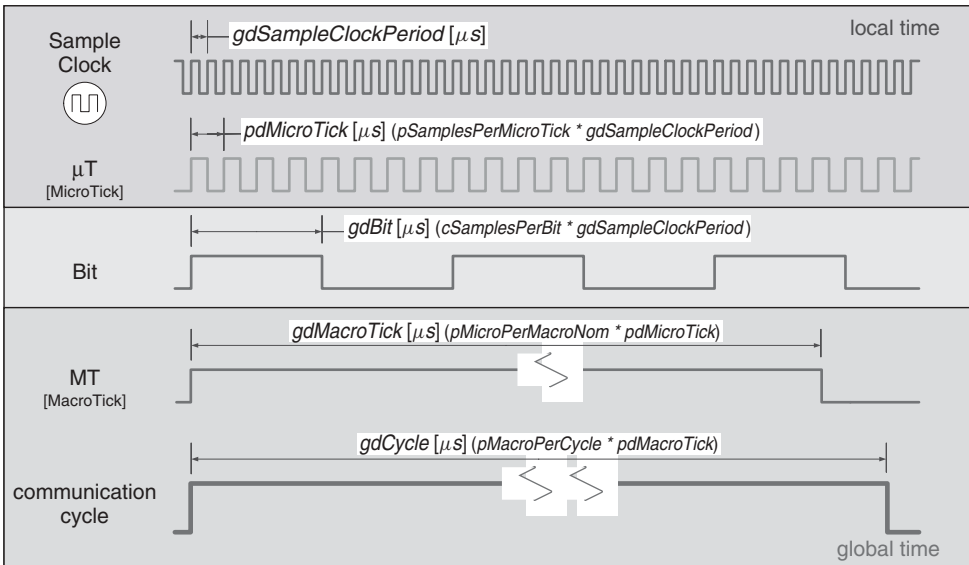 local time
Sample
Clock
gdSampleClockPeriod [μs]
pdMicroTick [μs] (pSamplesPerMicroTick * gdSampleClockPeriod)
μT
[MicroTick]
gdBit [μs] (cSamplesPerBit * gdSampleClockPeriod)
Bit
gdMacroTick [μs] (pMicroPerMacroNom * pdMicroTick)
MT
[MacroTick]
gdCycle [μs] (pMacroPerCycle * pdMacroTick)
communication
cycle
global time